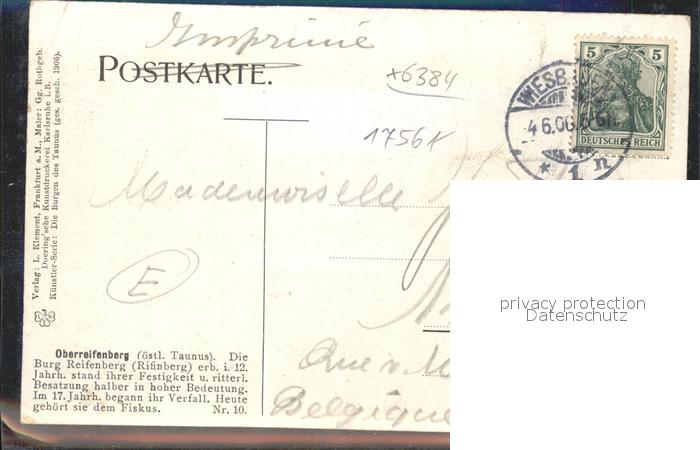 Imprimé
POSTKARTE.
+6384
1756K
5 5
DEUTSCHES REICH
WIESB
4.6.06
* 1 n
Mademoiselle
E
Belgique
Verlag: L. Klement, Frankfurt a. M., Maler: Gg. Rothgeb.
Doering'sche Kunstdruckerei Karlsruhe i. B.
Künstler-Serie: Die Burgen des Taunus (ges. gesch. 1906).
Oberreifenberg (östl. Taunus). Die
Burg Reifenberg (Rifinberg) erb. i. 12.
Jahrh. stand ihrer Festigkeit u. ritterl.
Besatzung halber in hoher Bedeutung.
Im 17. Jahrh. begann ihr Verfall. Heute
gehört sie dem Fiskus. Nr. 10.
privacy protection
Datenschutz